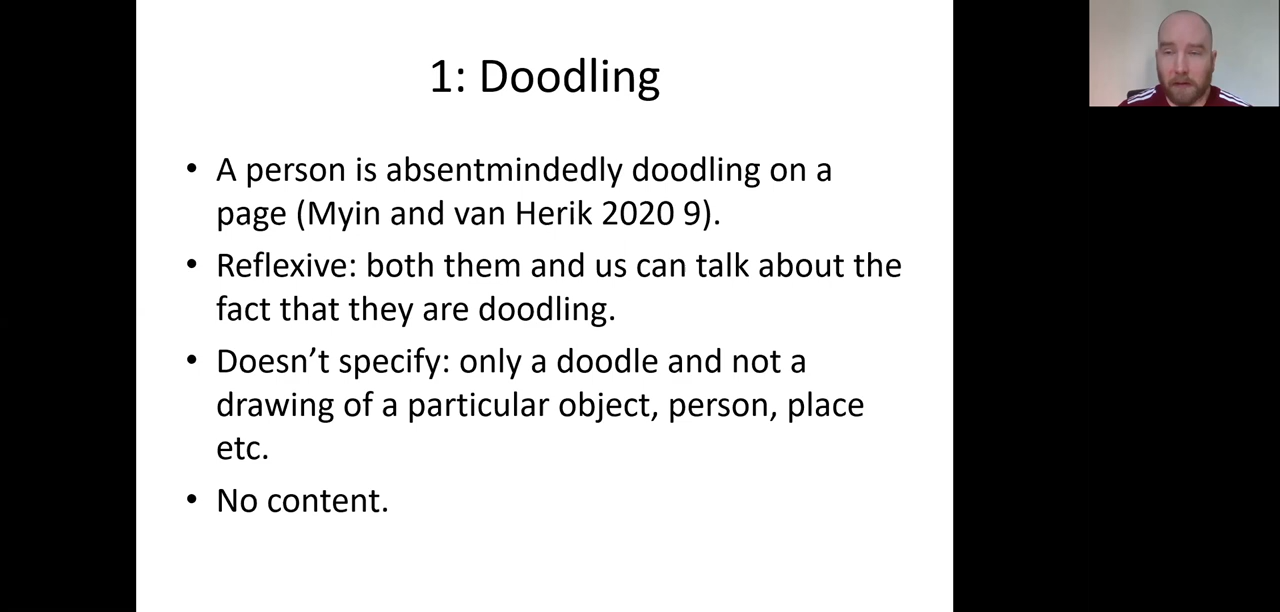 1: Doodling
• A person is absentmindedly doodling on a
page (Myin and van Herik 2020 9).
• Reflexive: both them and us can talk about the
fact that they are doodling.
• Doesn’t specify: only a doodle and not a
drawing of a particular object, person, place
etc.
• No content.